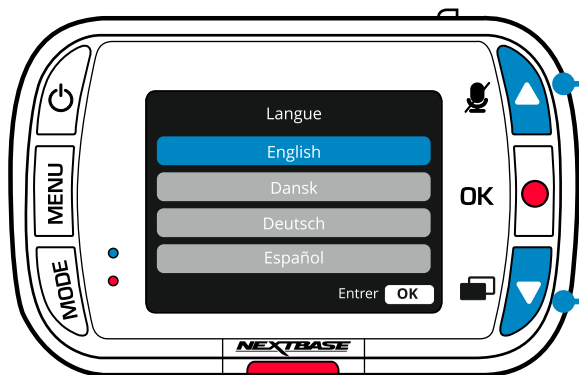 Langue
English
Dansk
Deutsch
Español
Entrer OK
MENU
MODE
OK
NEXTBASE